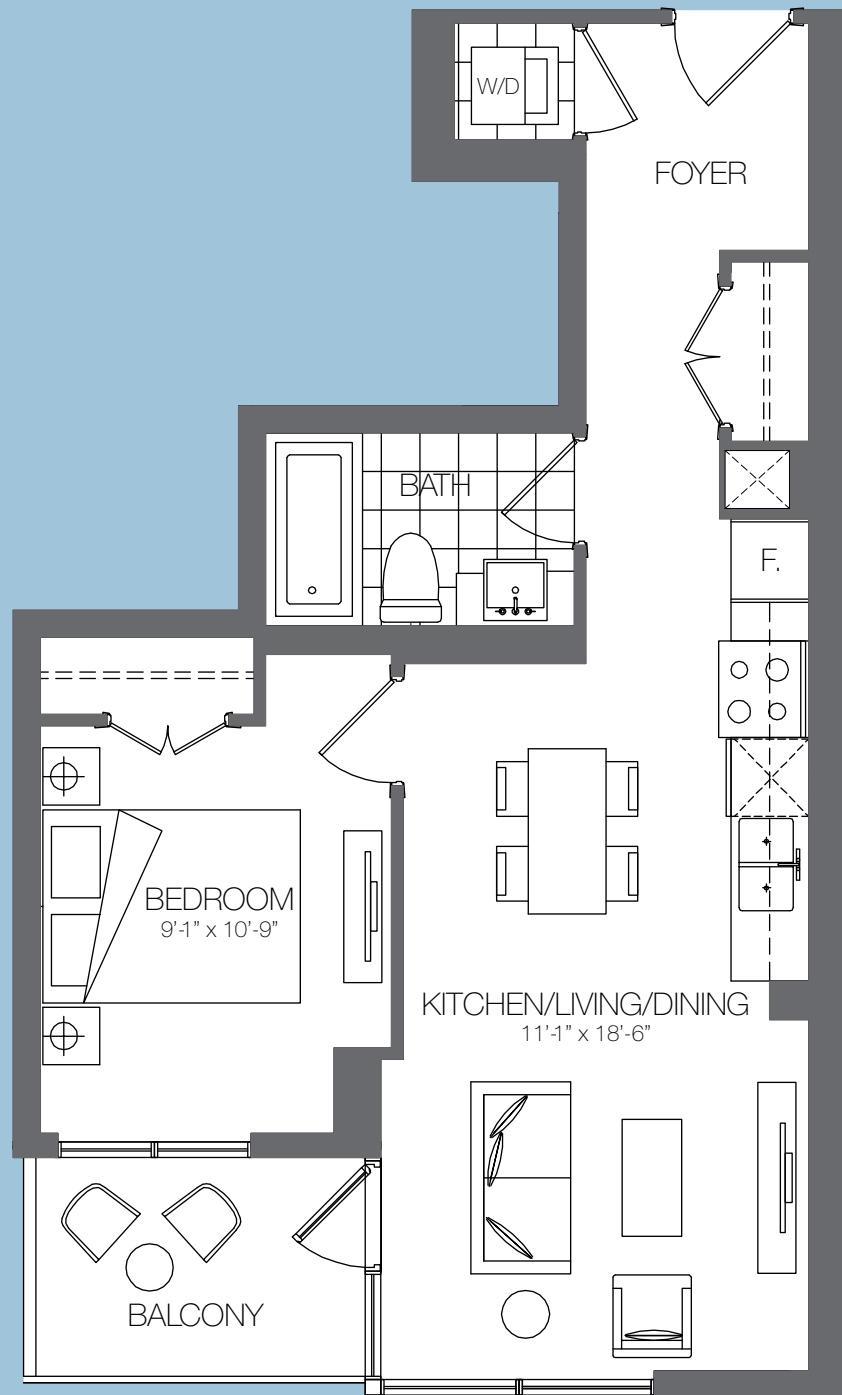 W/D
FOYER
BATH
F.
BEDROOM
9’-1” x 10’-9”
KITCHEN/LIVING/DINING
11’-1” x 18’-6”
BALCONY